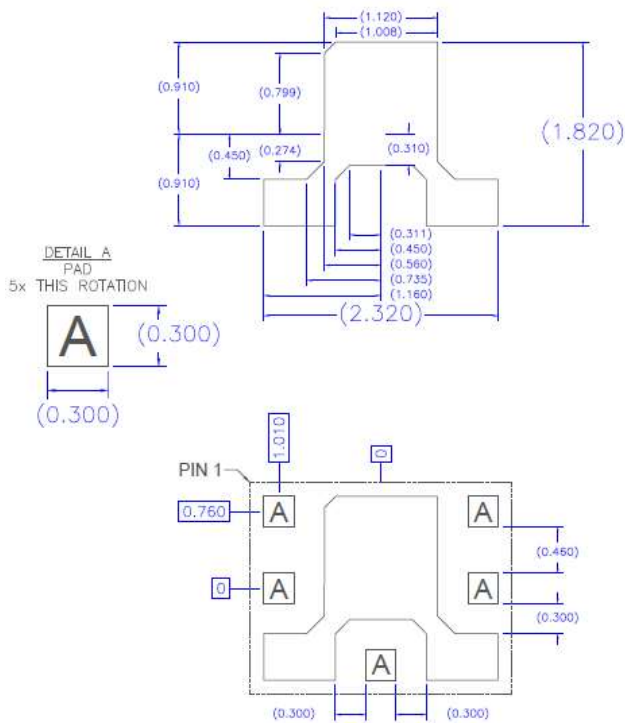 (1.120)
(1.008)
(0.910)
(0.799)
(1.820)
(0.450)
(0.274)
(0.310)
(0.910)
(0.311)
(0.450)
(0.560)
(0.735)
(1.160)
(2.320)
DETAIL A
PAD
5x THIS ROTATION
A
(0.300)
(0.300)
1.010
0
PIN 1
0.760
A
A
(0.460)
0
A
A
(0.300)
A
(0.300)
(0.300)